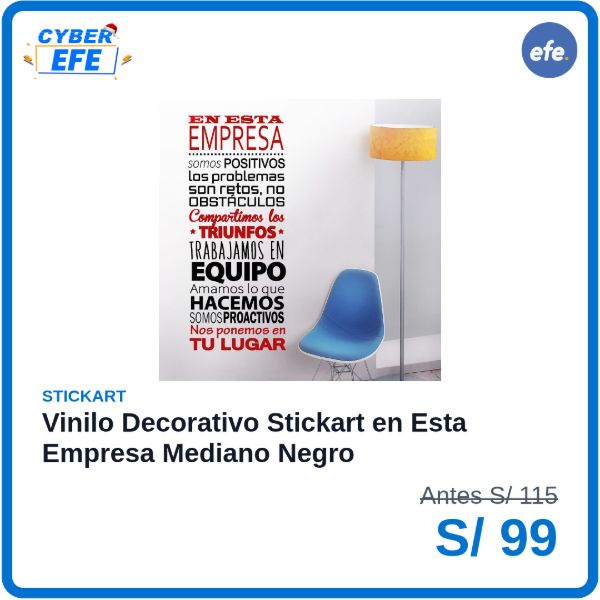 CYBER
EFE
efe.
EN ESTA
EMPRESA
somos POSITIVOS
los problemas
son retos, no
OBSTÁCULOS
Compartimos los
TRIUNFOS
TRABAJAMOS EN
EQUIPO
Amamos lo que
HACEMOS
SOMOS PROACTIVOS
Nos ponemos en
TU LUGAR
STICKART
Vinilo Decorativo Stickart en Esta
Empresa Mediano Negro
Antes S/ 115
S/ 99